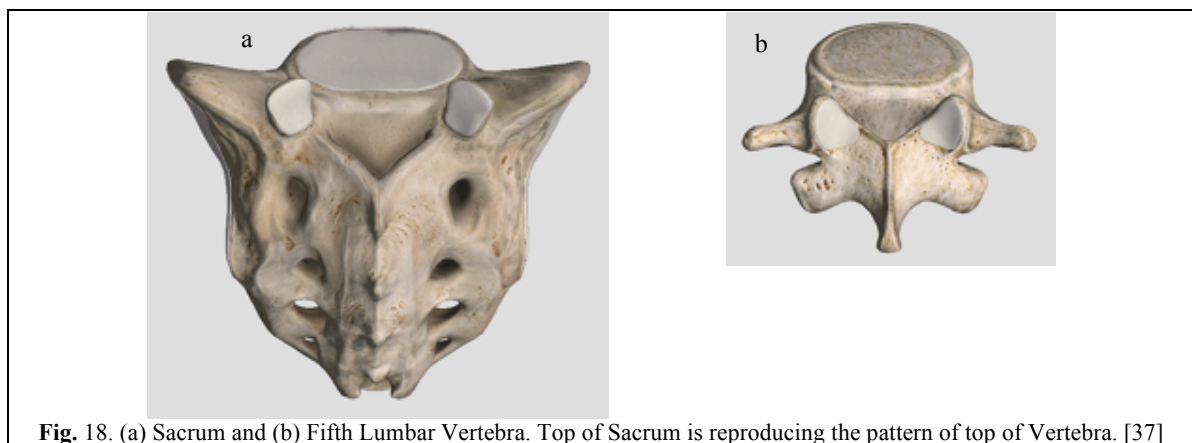 a
b
Fig. 18. (a) Sacrum and (b) Fifth Lumbar Vertebra. Top of Sacrum is reproducing the pattern of top of Vertebra. [37]